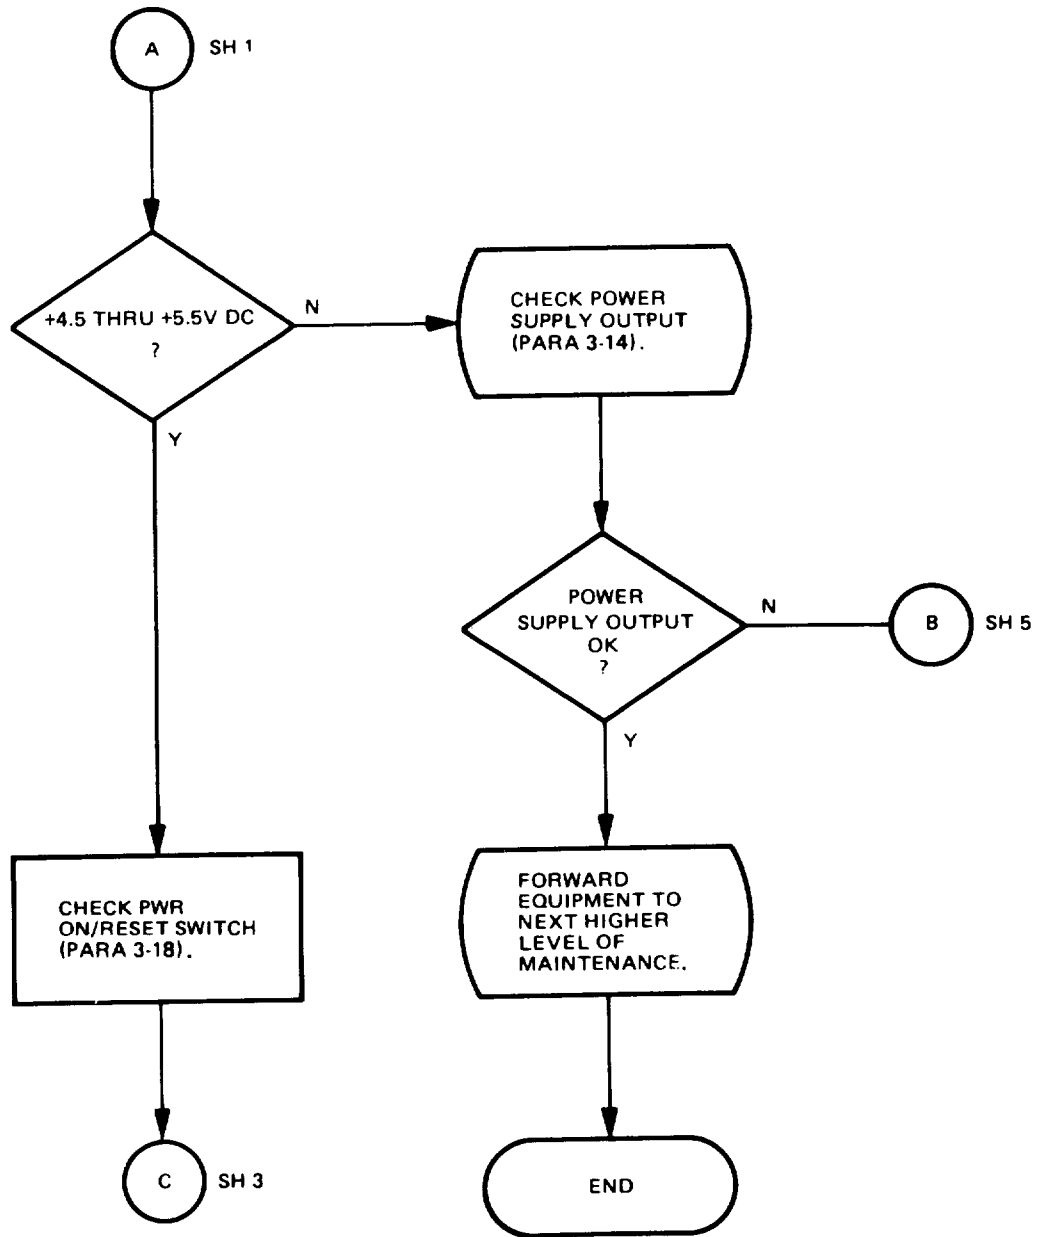 A SH 1
+4.5 THRU +5.5V DC
?
N
CHECK POWER
SUPPLY OUTPUT
(PARA 3-14).
Y
POWER
SUPPLY OUTPUT
OK
?
N
B SH 5
Y
CHECK PWR
ON/RESET SWITCH
(PARA 3-18).
FORWARD
EQUIPMENT TO
NEXT HIGHER
LEVEL OF
MAINTENANCE.
C SH 3
END